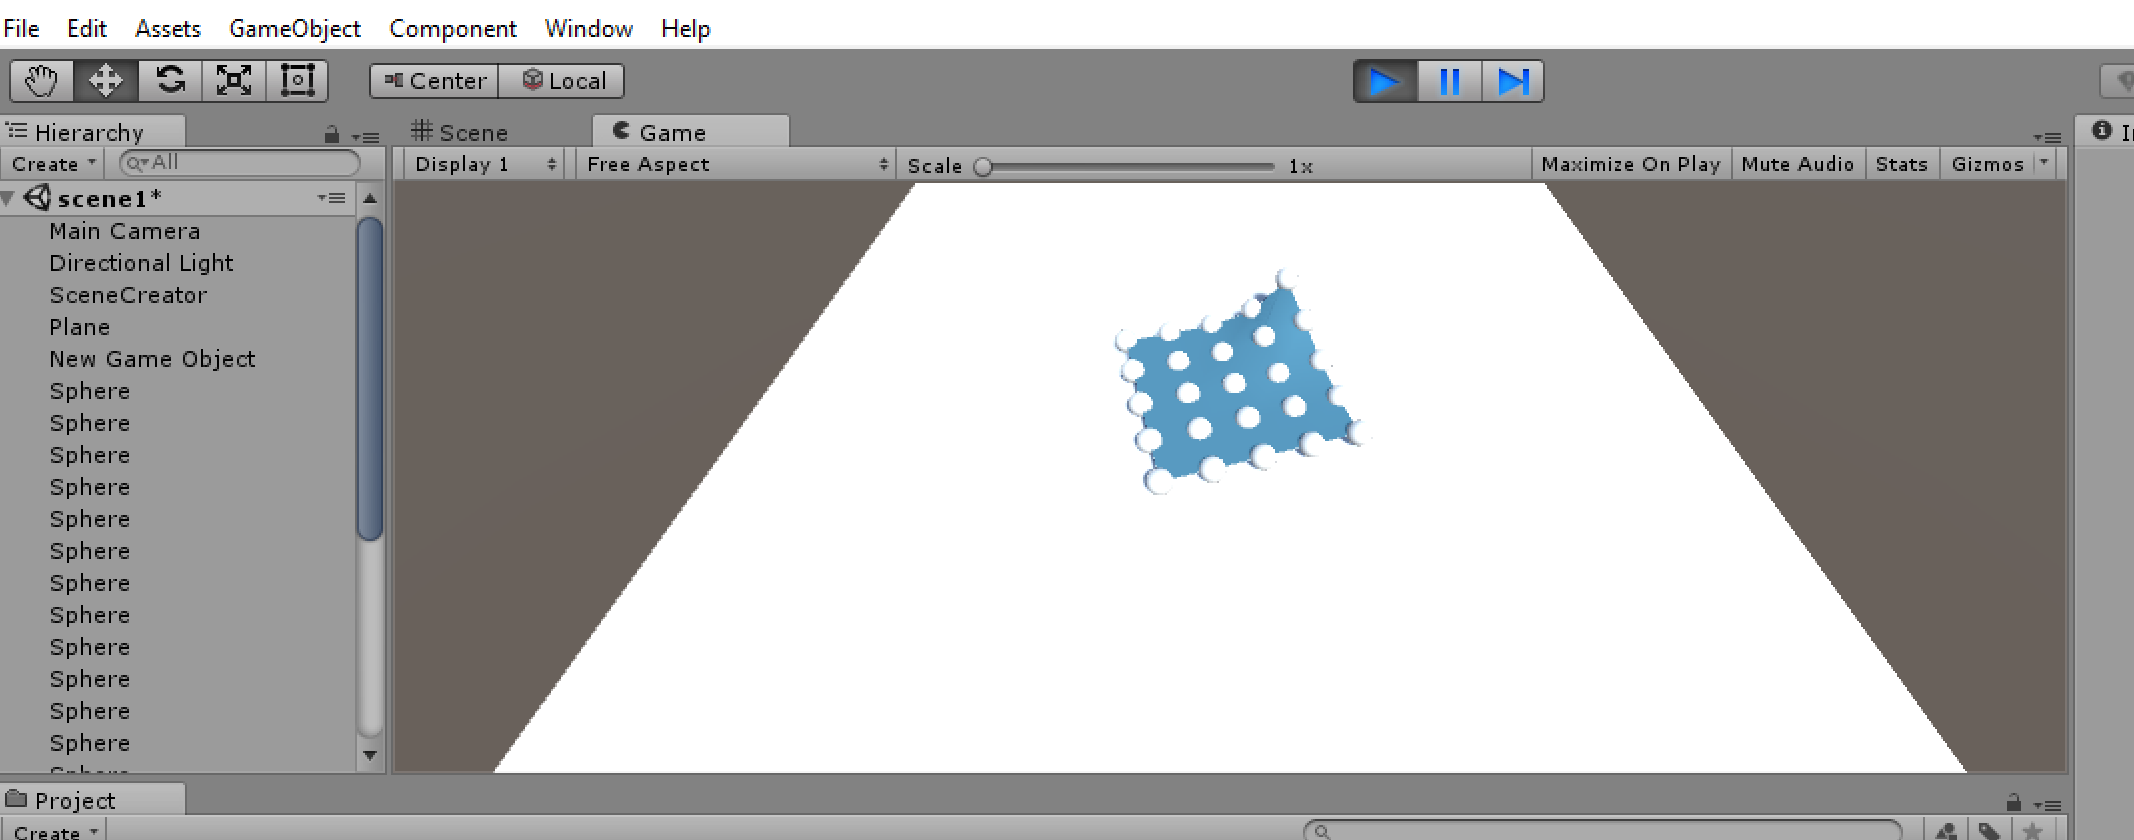 File Edit Assets GameObject Component Window Help
Center Local
Hierarchy
Create All
scene1*
Main Camera
Directional Light
SceneCreator
Plane
New Game Object
Sphere
Sphere
Sphere
Sphere
Sphere
Sphere
Sphere
Sphere
Sphere
Sphere
Sphere
Sphere
Scene Game
Display 1 Free Aspect Scale 1x Maximize On Play Mute Audio Stats Gizmos
Project
Create